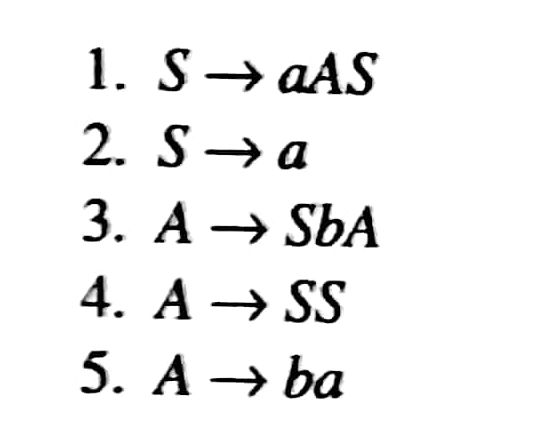 1. S → aAS
2. S → a
3. A → SbA
4. A → SS
5. A → ba